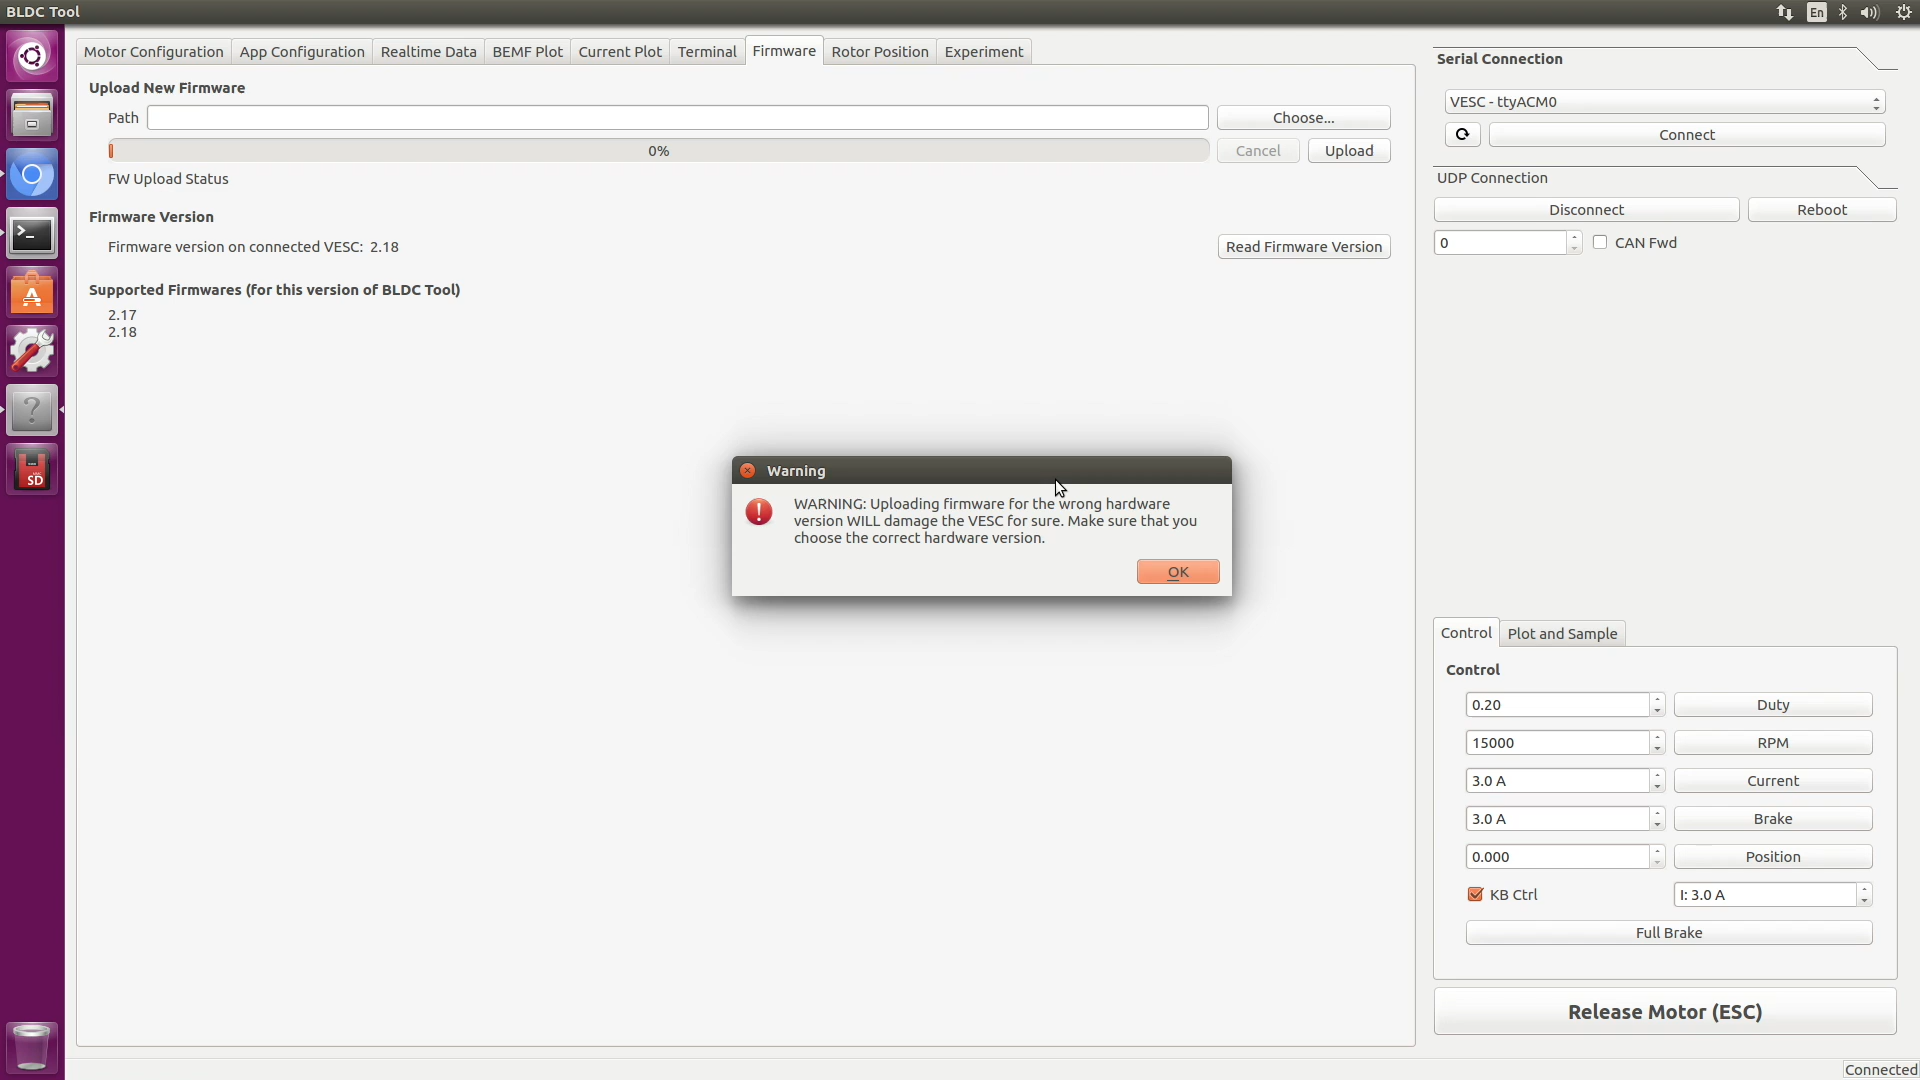 BLDC Tool
En
Motor Configuration
App Configuration
Realtime Data
BEMF Plot
Current Plot
Terminal
Firmware
Rotor Position
Experiment
Upload New Firmware
Path
Choose...
0%
Cancel
Upload
FW Upload Status
Firmware Version
Firmware version on connected VESC: 2.18
Read Firmware Version
Supported Firmwares (for this version of BLDC Tool)
2.17
2.18
SD
Warning
WARNING: Uploading firmware for the wrong hardware
version WILL damage the VESC for sure. Make sure that you
choose the correct hardware version.
OK
Serial Connection
VESC - ttyACM0
Connect
UDP Connection
Disconnect
Reboot
0
CAN Fwd
Control
Plot and Sample
Control
0.20
Duty
15000
RPM
3.0 A
Current
3.0 A
Brake
0.000
Position
KB Ctrl
I: 3.0 A
Full Brake
Release Motor (ESC)
Connected